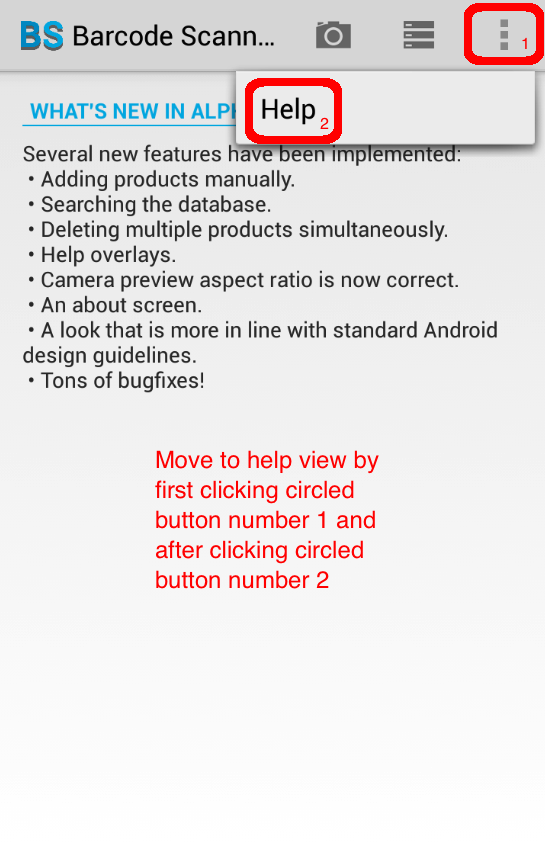 BS Barcode Scann...
1
Help
2
WHAT'S NEW IN ALPH
Several new features have been implemented:
• Adding products manually.
• Searching the database.
• Deleting multiple products simultaneously.
• Help overlays.
• Camera preview aspect ratio is now correct.
• An about screen.
• A look that is more in line with standard Android
design guidelines.
• Tons of bugfixes!
Move to help view by
first clicking circled
button number 1 and
after clicking circled
button number 2